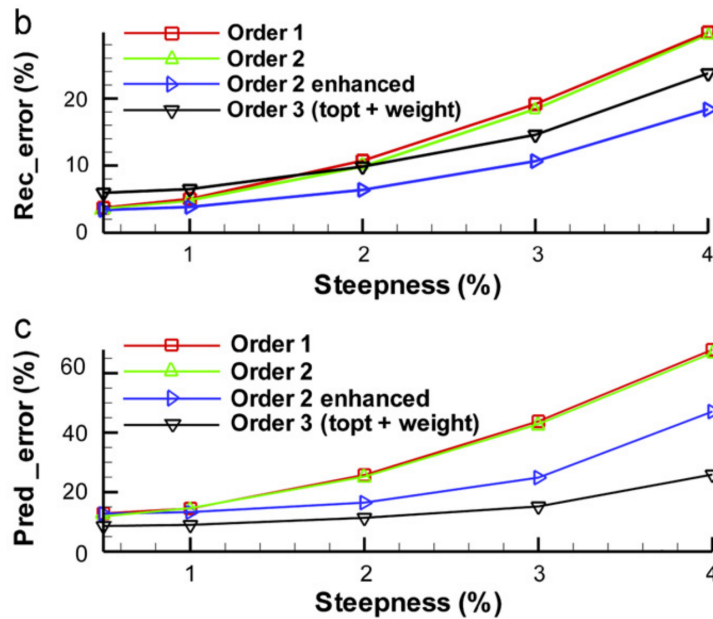 b
Rec_error (%)
20
10
0
Order 1
Order 2
Order 2 enhanced
Order 3 (topt + weight)
1 2 3 4
Steepness (%)
c
Pred _error (%)
60
40
20
0
Order 1
Order 2
Order 2 enhanced
Order 3 (topt + weight)
1 2 3 4
Steepness (%)